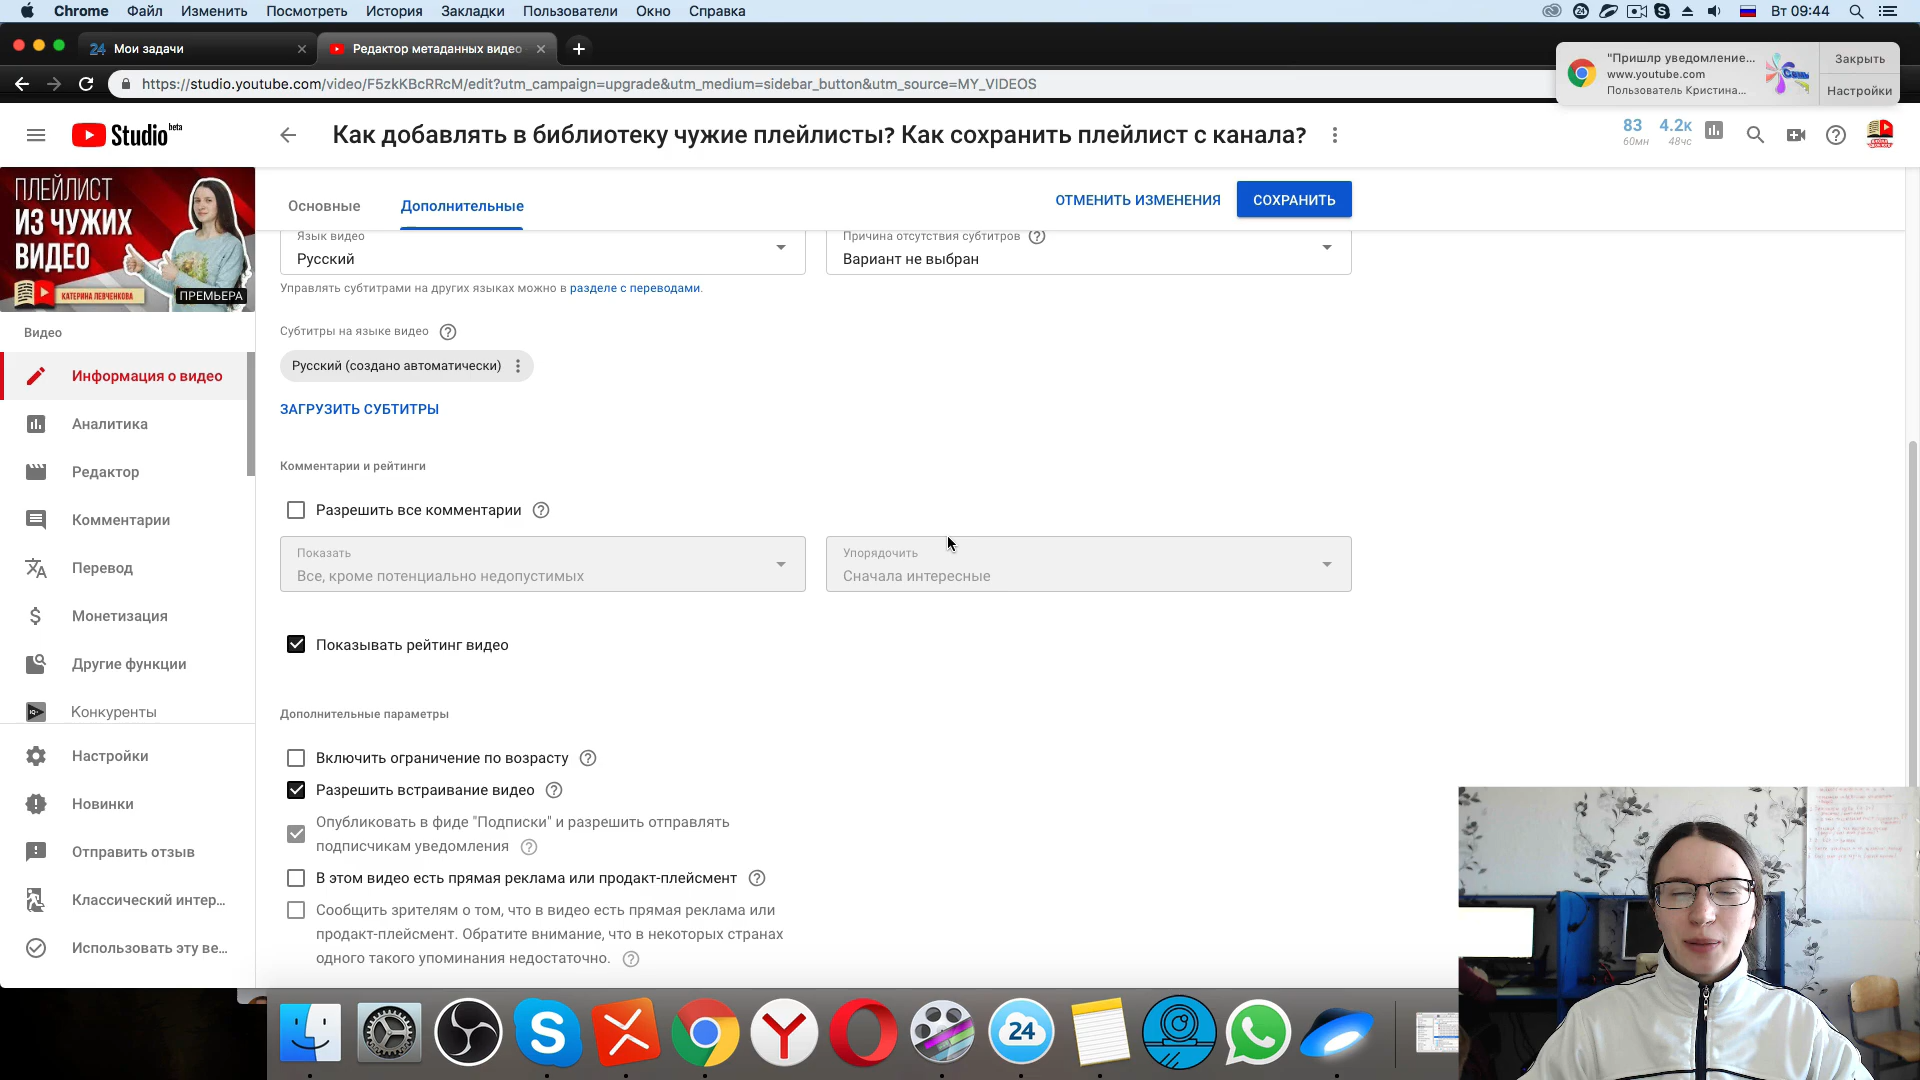 Chrome Файл Изменить Посмотреть История Закладки Пользователи Окно Справка
24 Вт 09:44
24 Мои задачи
Редактор метаданных видео
https://studio.youtube.com/video/F5zkKBcRRcM/edit?utm_campaign=upgrade&utm_medium=sidebar_button&utm_source=MY_VIDEOS
"Пришлр уведомление...
www.youtube.com
Пользователь Кристина...
Закрыть
Настройки
Studio beta
Как добавлять в библиотеку чужие плейлисты? Как сохранить плейлист с канала?
83 4.2к
60мн 48чс
ПЛЕЙЛИСТ
ИЗ ЧУЖИХ
ВИДЕО
КАТЕРИНА ЛЕВЧЕНКОВА
ПРЕМЬЕРА
Основные
Дополнительные
ОТМЕНИТЬ ИЗМЕНЕНИЯ
СОХРАНИТЬ
Язык видео
Русский
Причина отсутствия субтитров
Вариант не выбран
Управлять субтитрами на других языках можно в разделе с переводами.
Субтитры на языке видео
Русский (создано автоматически)
ЗАГРУЗИТЬ СУБТИТРЫ
Комментарии и рейтинги
Разрешить все комментарии
Показать
Все, кроме потенциально недопустимых
Упорядочить
Сначала интересные
Показывать рейтинг видео
Дополнительные параметры
Включить ограничение по возрасту
Разрешить встраивание видео
Опубликовать в фиде "Подписки" и разрешить отправлять
подписчикам уведомления
В этом видео есть прямая реклама или продакт-плейсмент
Сообщить зрителям о том, что в видео есть прямая реклама или
продакт-плейсмент. Обратите внимание, что в некоторых странах
одного такого упоминания недостаточно.
Видео
Информация о видео
Аналитика
Редактор
Комментарии
Перевод
Монетизация
Другие функции
Конкуренты
Настройки
Новинки
Отправить отзыв
Классический интер...
Использовать эту ве...
24